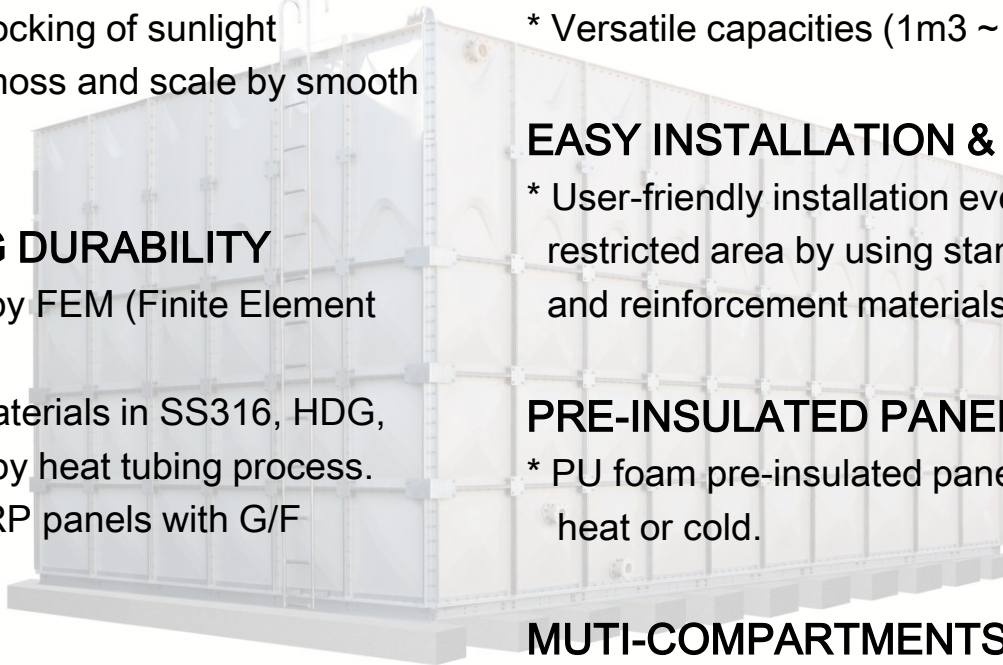 ocking of sunlight
moss and scale by smooth
G DURABILITY
by FEM (Finite Element
aterials in SS316, HDG,
by heat tubing process.
RP panels with G/F
* Versatile capacities (1m3 ~
EASY INSTALLATION &
* User-friendly installation eve
restricted area by using stan
and reinforcement materials
PRE-INSULATED PANEL
* PU foam pre-insulated pane
heat or cold.
MUTI-COMPARTMENTS